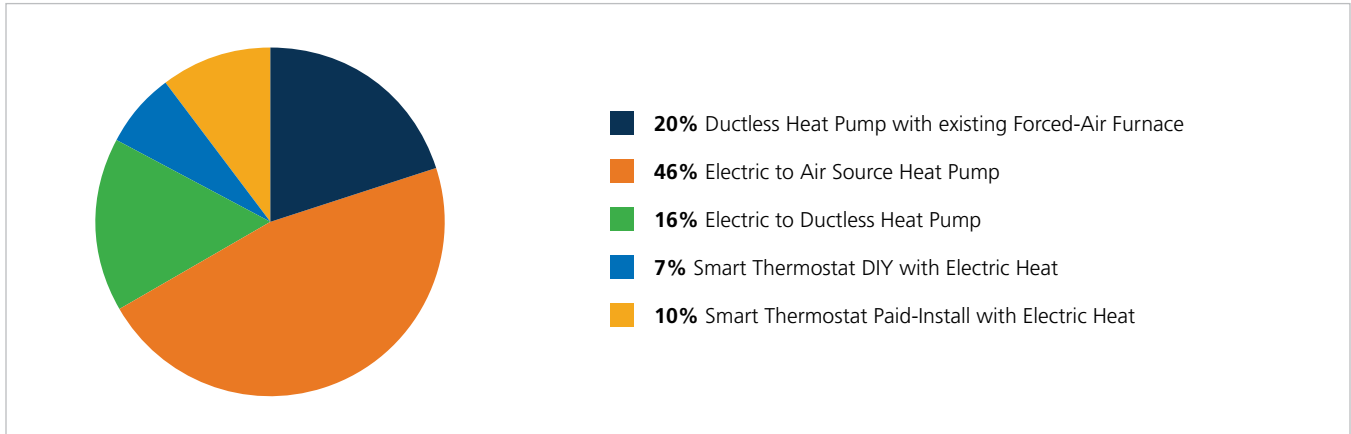 20% Ductless Heat Pump with existing Forced-Air Furnace
46% Electric to Air Source Heat Pump
16% Electric to Ductless Heat Pump
7% Smart Thermostat DIY with Electric Heat
10% Smart Thermostat Paid-Install with Electric Heat